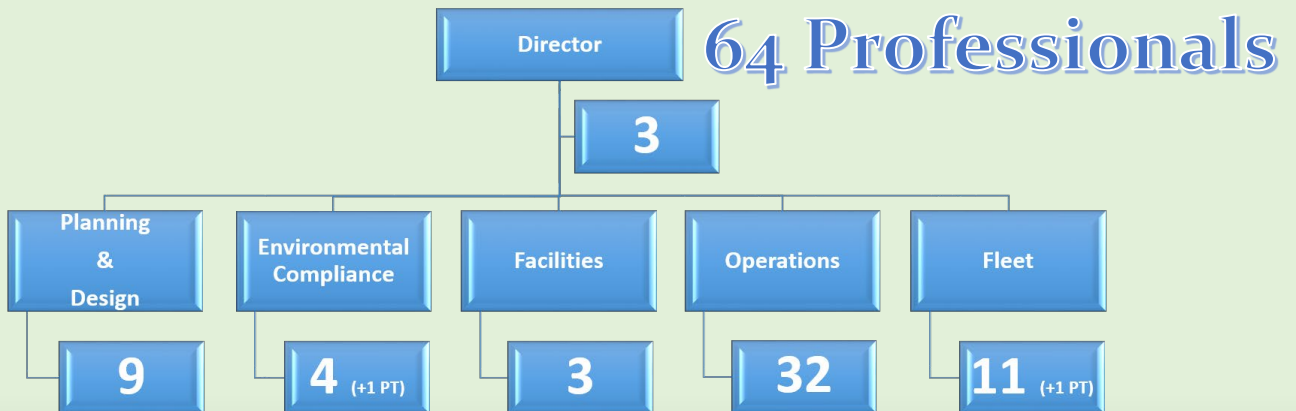 Director
64 Professionals
3
Planning
&
Design
Environmental
Compliance
Facilities
Operations
Fleet
9
4 (+1 PT)
3
32
11 (+1 PT)